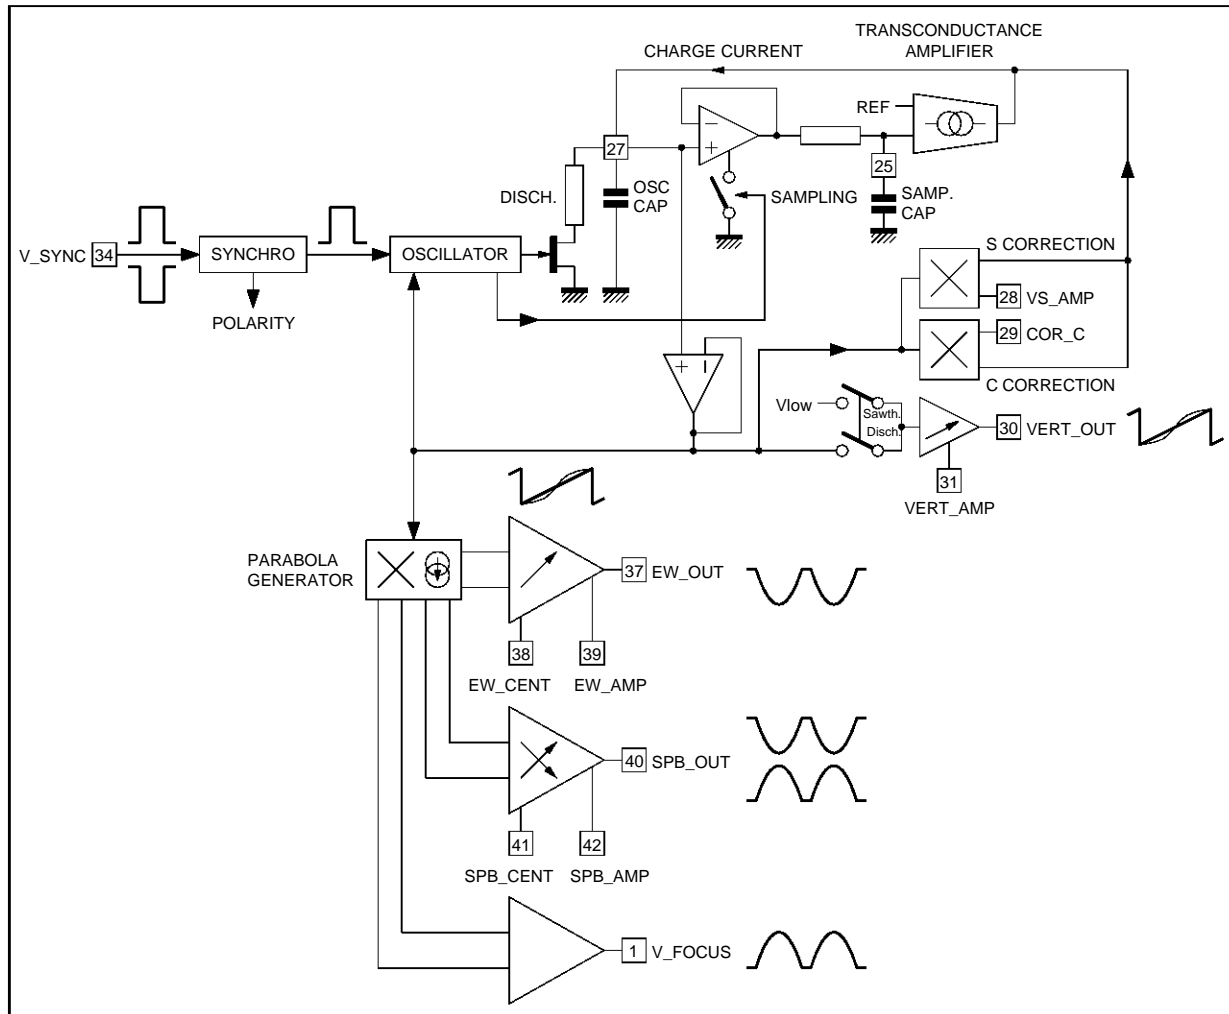 TRANSCONDUCTANCE
AMPLIFIER
CHARGE CURRENT
REF
27
25
DISCH.
OSC
CAP
SAMPLING
SAMP.
CAP
V_SYNC 34
SYNCHRO
OSCILLATOR
POLARITY
S CORRECTION
28 VS_AMP
29 COR_C
C CORRECTION
Vlow
Sawth.
Disch.
30 VERT_OUT
31
VERT_AMP
PARABOLA
GENERATOR
37 EW_OUT
38 39
EW_CENT EW_AMP
40 SPB_OUT
41 42
SPB_CENT SPB_AMP
1 V_FOCUS